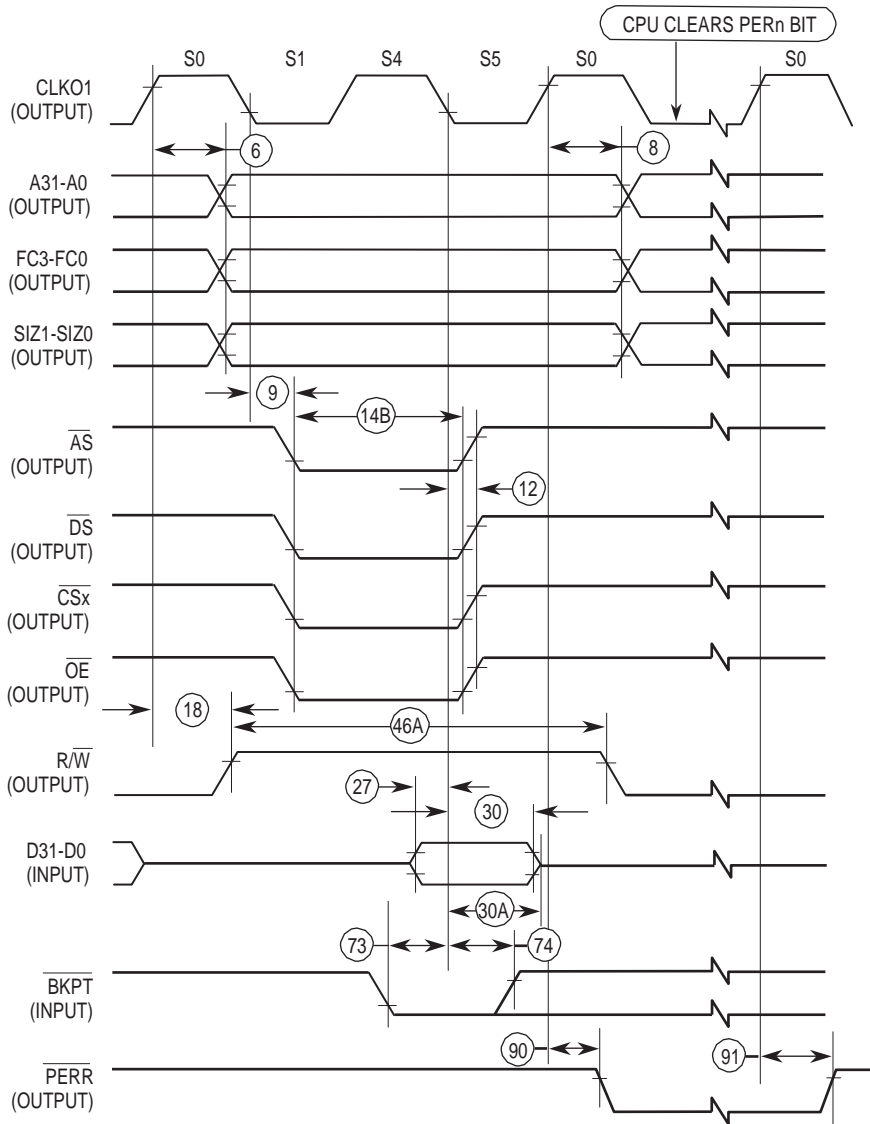 CPU CLEARS PERn BIT
S0 S1 S4 S5 S0 S0
CLKO1
(OUTPUT)
6 8
A31-A0
(OUTPUT)
FC3-FC0
(OUTPUT)
SIZ1-SIZ0
(OUTPUT)
9
14B
AS
(OUTPUT)
12
DS
(OUTPUT)
CSx
(OUTPUT)
OE
(OUTPUT)
18
46A
R/W
(OUTPUT)
27
30
D31-D0
(INPUT)
30A
73 74
BKPT
(INPUT)
90 91
PERR
(OUTPUT)